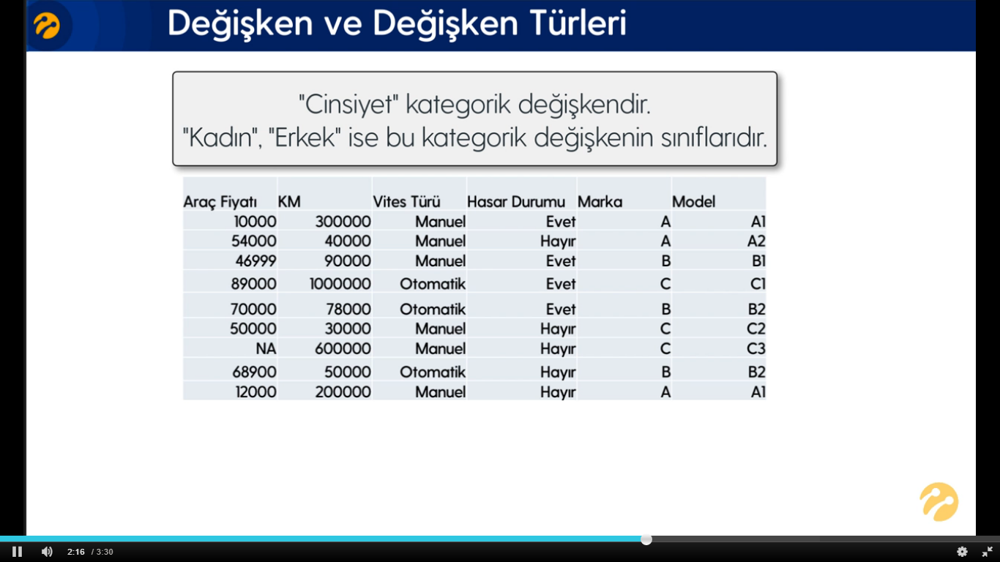 Değişken ve Değişken Türleri
"Cinsiyet" kategorik değişkendir.
"Kadın", "Erkek" ise bu kategorik değişkenin sınıflarıdır.
Araç Fiyatı KM Vites Türü Hasar Durumu Marka Model
10000 300000 Manuel Evet A A1
54000 40000 Manuel Hayır A A2
46999 90000 Manuel Evet B B1
89000 1000000 Otomatik Evet C C1
70000 78000 Otomatik Evet B B2
50000 30000 Manuel Hayır C C2
NA 600000 Manuel Hayır C C3
68900 50000 Otomatik Hayır B B2
12000 200000 Manuel Hayır A A1
2:16 / 3:30